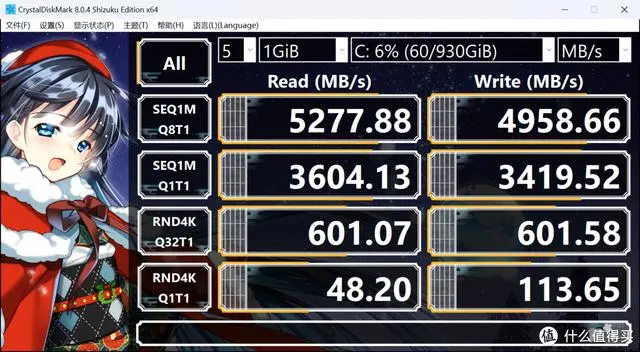 CrystalDiskMark 8.0.4 Shizuku Edition x64
文件(F) 设置(S) 显示状态(P) 主题(T) 帮助(H) 语言(L)(Language)
All 5 1GiB C: 6% (60/930GiB) MB/s
Read (MB/s) Write (MB/s)
SEQ1M
Q8T1 5277.88 4958.66
SEQ1M
Q1T1 3604.13 3419.52
RND4K
Q32T1 601.07 601.58
RND4K
Q1T1 48.20 113.65
值 什么值得买